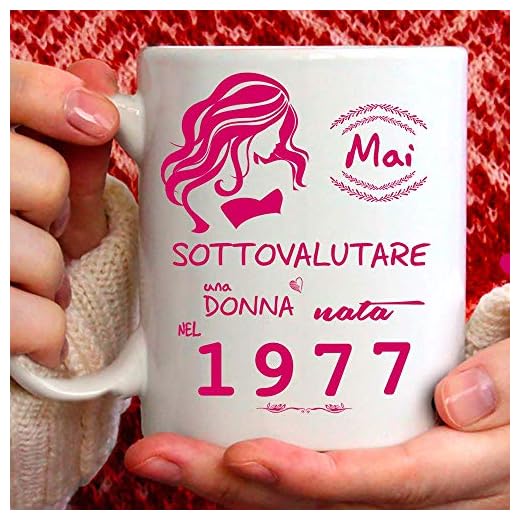 Mai
SOTTOVALUTARE
una
DONNA nata
NEL
1977